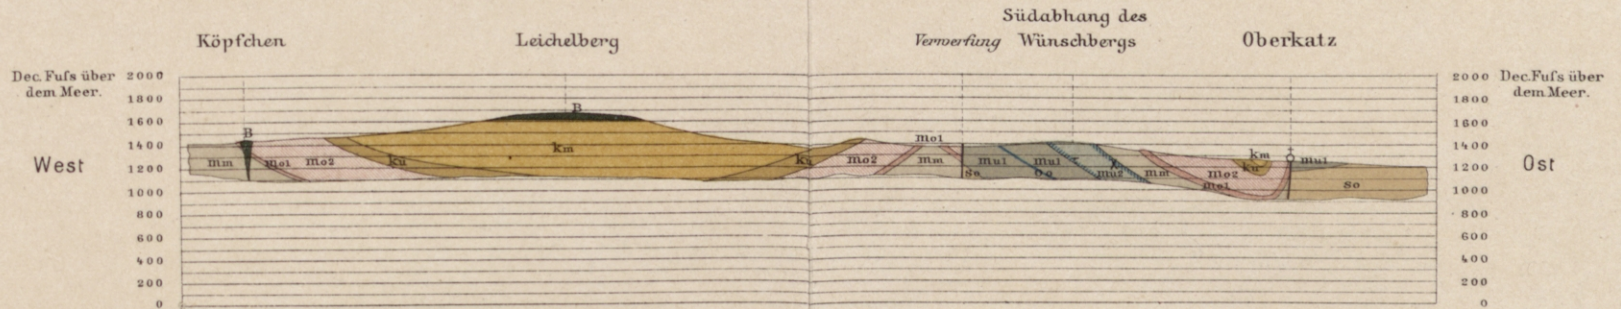 Südabhang des
Köpfchen Leichelberg Verwerfung Wünschbergs Oberkatz
Dec. Fuſs über dem Meer. 2000 2000 Dec. Fuſs über dem Meer.
1800 1800
1600 1600
1400 1400
1200 1200
1000 1000
800 800
600 600
400 400
200 200
0 0
West Ost
B
B
mm mo1 mo2 ku km ku mo2 mo1 mm
so mu1 mu1 oo χ mu2 mm
mo1 mo2 ku km mu1 so